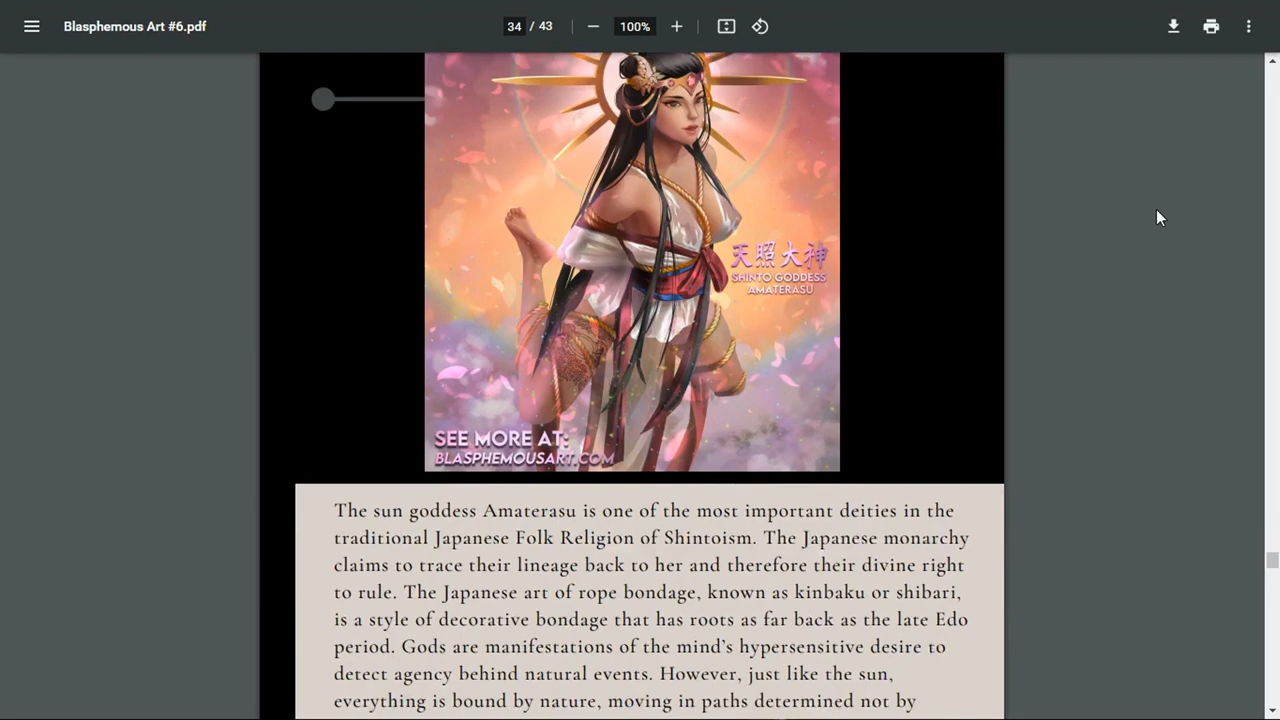 Blasphemous Art #6.pdf
34 / 43
100%
天照大神
SHINTO GODDESS
AMATERASU
SEE MORE AT:
BLASPHEMOUSART.COM
The sun goddess Amaterasu is one of the most important deities in the
traditional Japanese Folk Religion of Shintoism. The Japanese monarchy
claims to trace their lineage back to her and therefore their divine right
to rule. The Japanese art of rope bondage, known as kinbaku or shibari,
is a style of decorative bondage that has roots as far back as the late Edo
period. Gods are manifestations of the mind’s hypersensitive desire to
detect agency behind natural events. However, just like the sun,
everything is bound by nature, moving in paths determined not by